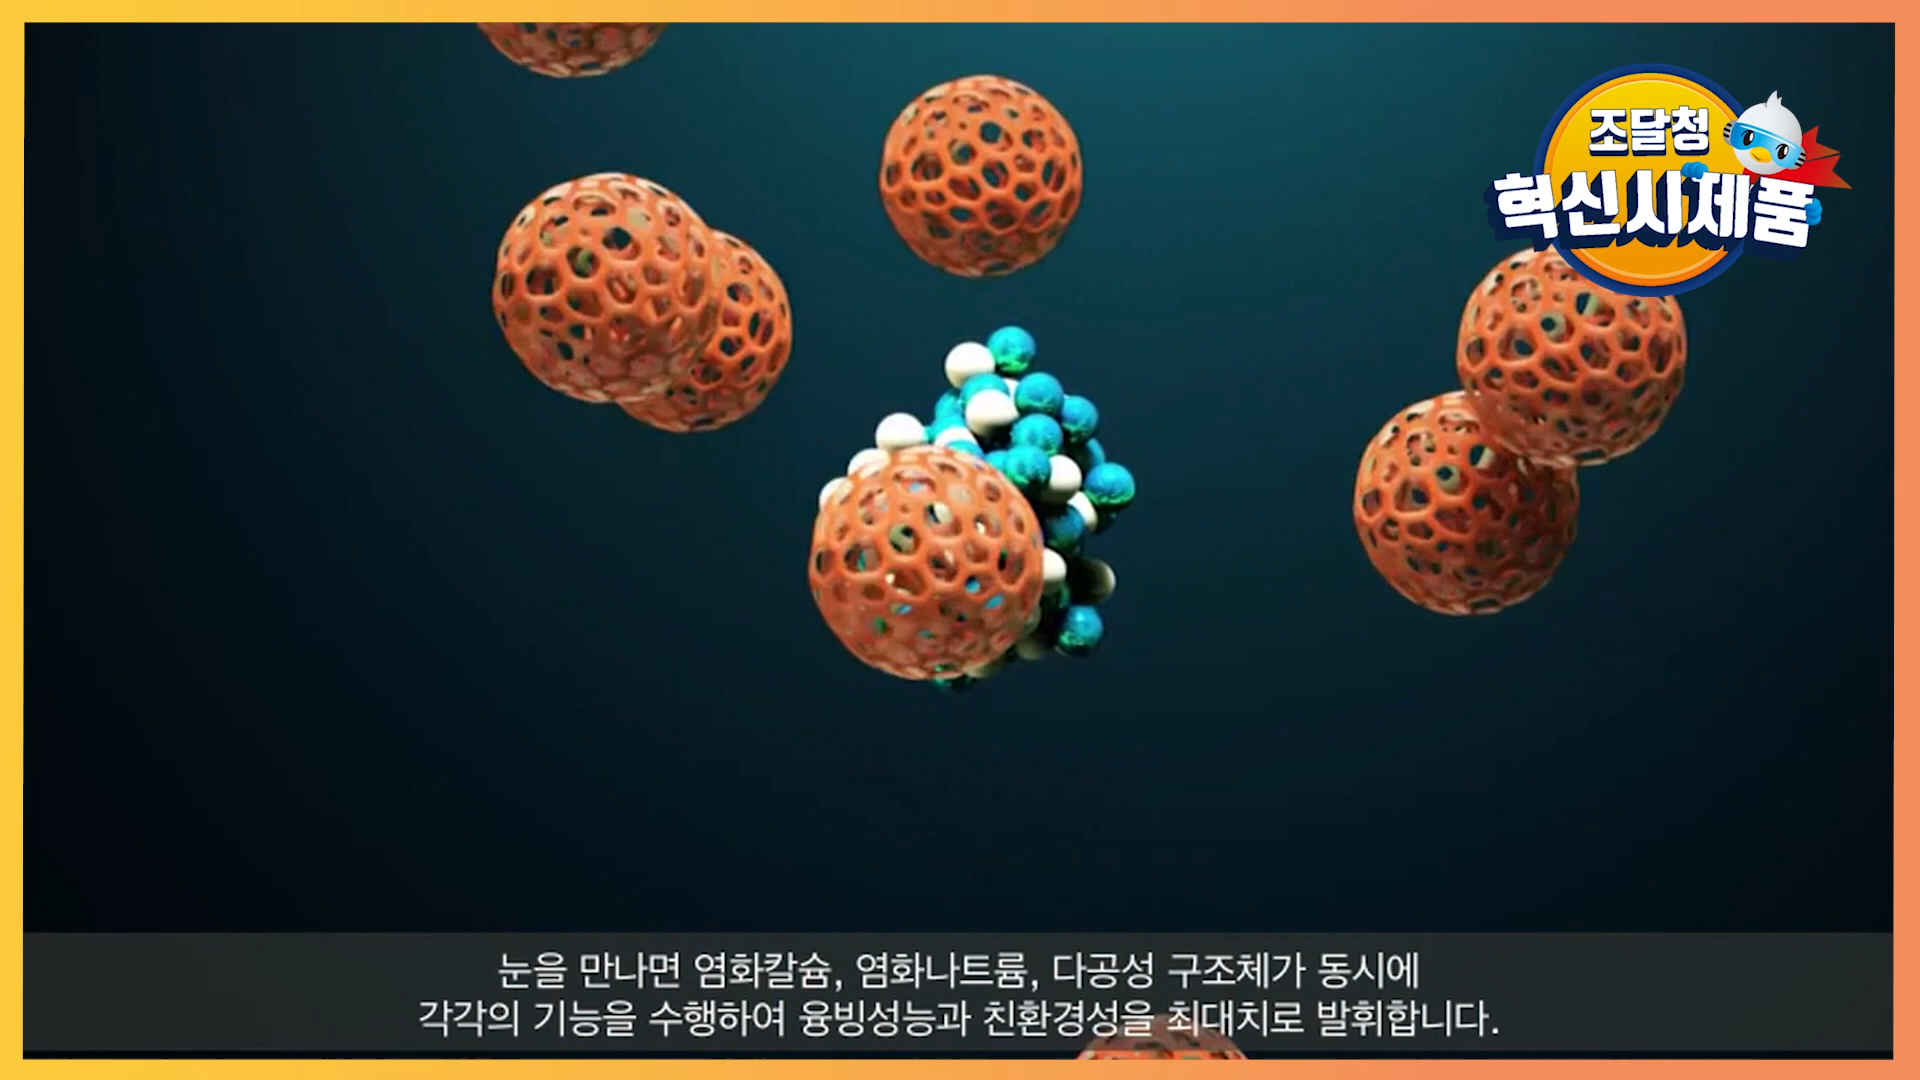 조달청
혁신시제품
눈을 만나면 염화칼슘, 염화나트륨, 다공성 구조체가 동시에
각각의 기능을 수행하여 융빙성능과 친환경성을 최대치로 발휘합니다.